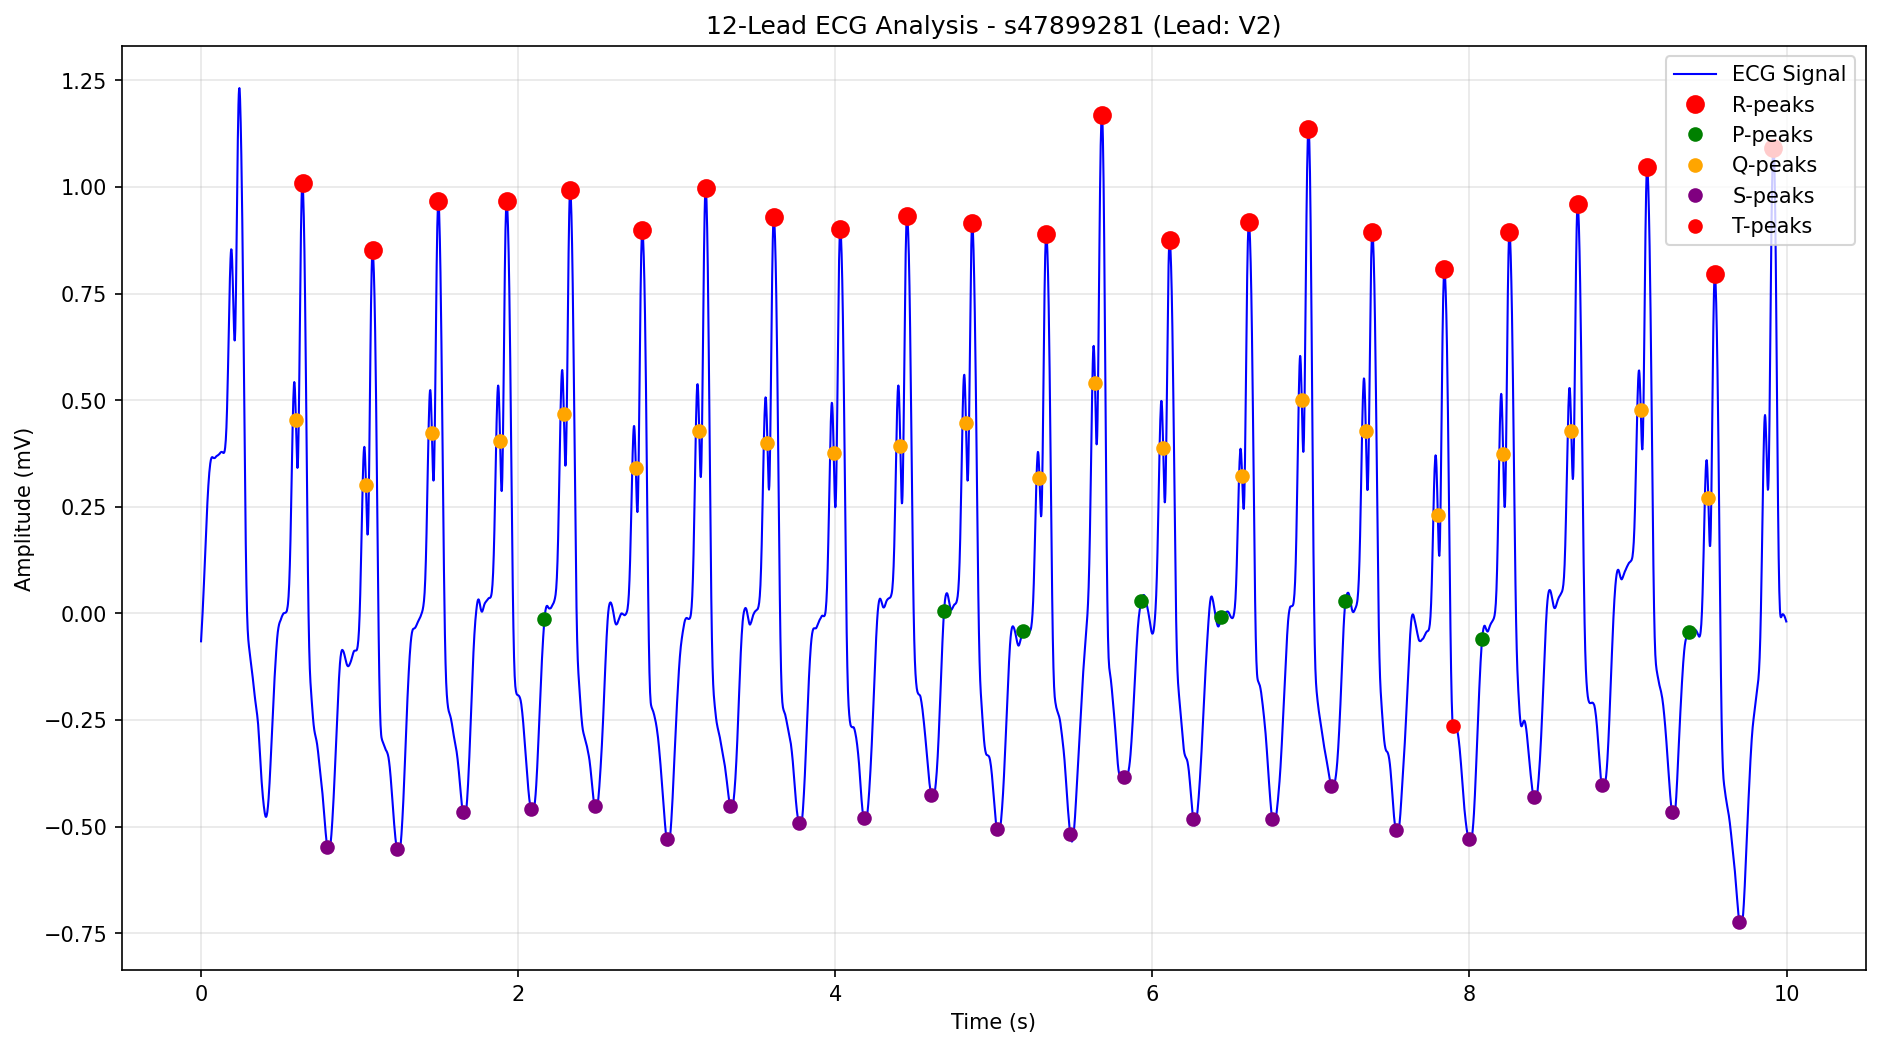 12-Lead ECG Analysis - s47899281 (Lead: V2)
ECG Signal
R-peaks
P-peaks
Q-peaks
S-peaks
T-peaks
Amplitude (mV)
1.25
1.00
0.75
0.50
0.25
0.00
−0.25
−0.50
−0.75
0 2 4 6 8 10
Time (s)